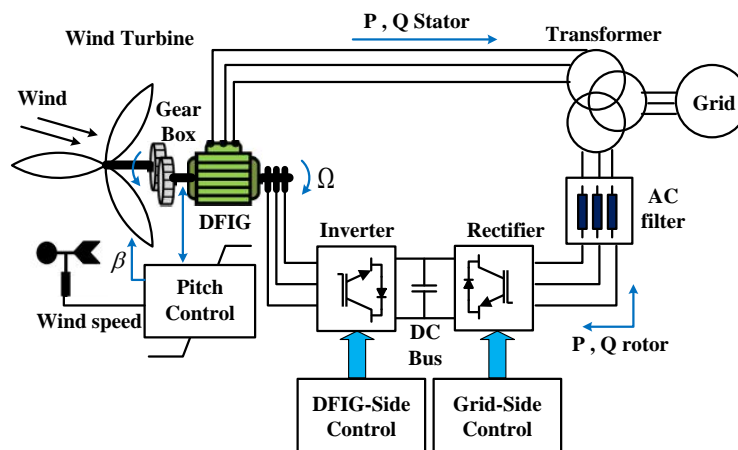 P , Q Stator
Wind Turbine
Transformer
Wind
Gear
Box
Grid
Ω
DFIG
AC
filter
Inverter
Rectifier
β
Pitch
Control
Wind speed
DC
Bus
P , Q rotor
DFIG-Side
Control
Grid-Side
Control